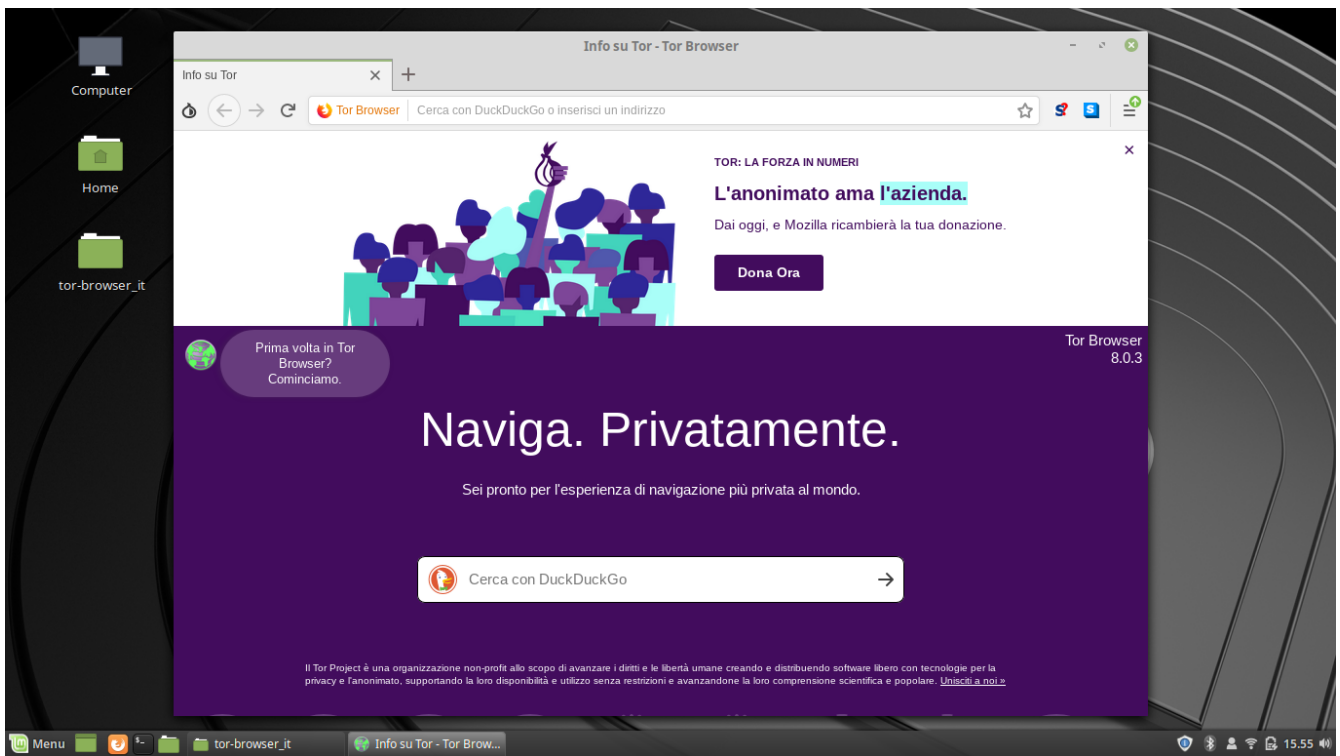 Info su Tor - Tor Browser
Computer
Home
tor-browser_it
Info su Tor
Tor Browser
Cerca con DuckDuckGo o inserisci un indirizzo
TOR: LA FORZA IN NUMERI
L'anonimato ama l'azienda.
Dai oggi, e Mozilla ricambierà la tua donazione.
Dona Ora
Prima volta in Tor
Browser?
Cominciamo.
Tor Browser
8.0.3
Naviga. Privatamente.
Sei pronto per l'esperienza di navigazione più privata al mondo.
Cerca con DuckDuckGo
Il Tor Project è una organizzazione non-profit allo scopo di avanzare i diritti e le libertà umane creando e distribuendo software libero con tecnologie per la
privacy e l'anonimato, supportando la loro disponibilità e utilizzo senza restrizioni e avanzandone la loro comprensione scientifica e popolare. Unisciti a noi »
Menu
tor-browser_it
Info su Tor - Tor Brow...
15.55